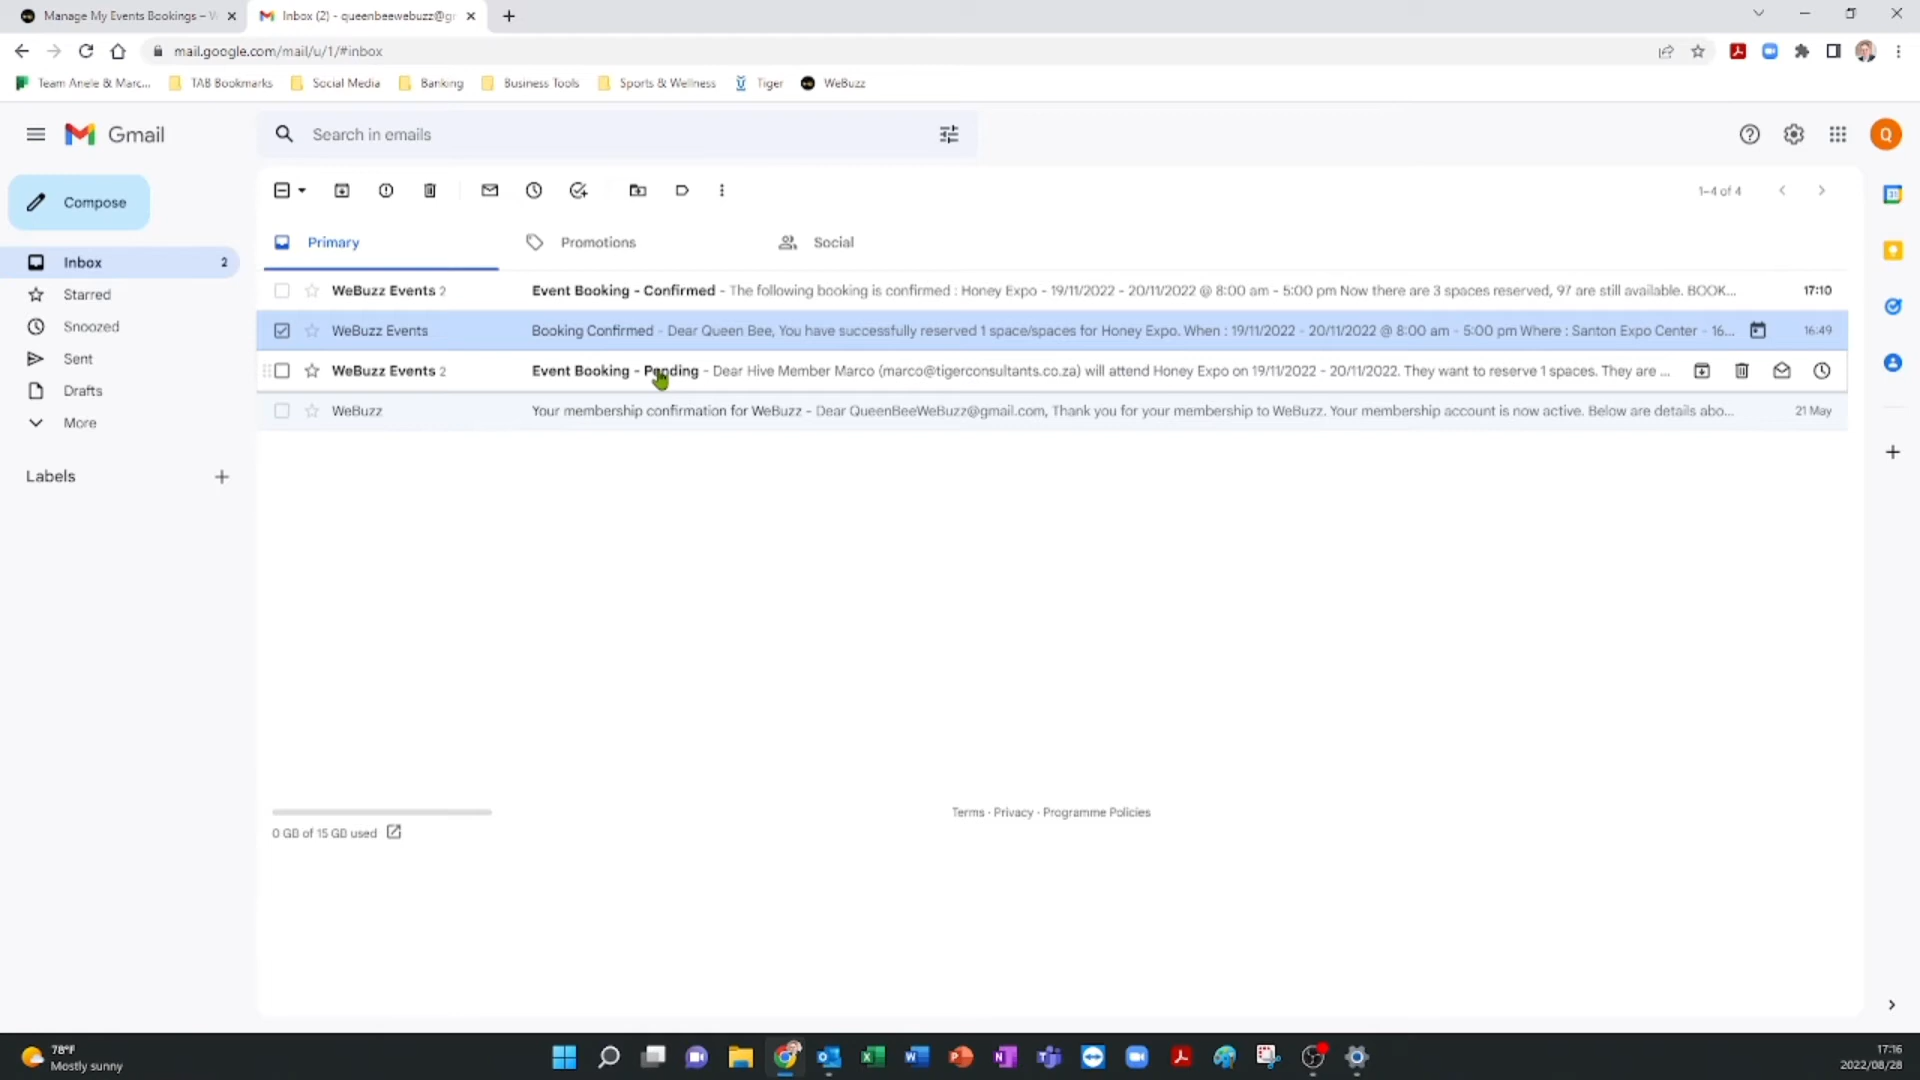 Manage My Events Bookings – W
Inbox (2) - queenbeewebuzz@gr
mail.google.com/mail/u/1/#inbox
Team Anele & Marc...
TAB Bookmarks
Social Media
Banking
Business Tools
Sports & Wellness
Tiger
WeBuzz
Gmail
Search in emails
Q
Compose
1–4 of 4
31
Primary
Promotions
Social
Inbox 2
Starred
Snoozed
Sent
Drafts
More
Labels
WeBuzz Events 2 Event Booking - Confirmed - The following booking is confirmed : Honey Expo - 19/11/2022 - 20/11/2022 @ 8:00 am - 5:00 pm Now there are 3 spaces reserved, 97 are still available. BOOK... 17:10
WeBuzz Events Booking Confirmed - Dear Queen Bee, You have successfully reserved 1 space/spaces for Honey Expo. When : 19/11/2022 - 20/11/2022 @ 8:00 am - 5:00 pm Where : Santon Expo Center - 16... 16:49
WeBuzz Events 2 Event Booking - Pending - Dear Hive Member Marco (marco@tigerconsultants.co.za) will attend Honey Expo on 19/11/2022 - 20/11/2022. They want to reserve 1 spaces. They are ...
WeBuzz Your membership confirmation for WeBuzz - Dear QueenBeeWeBuzz@gmail.com, Thank you for your membership to WeBuzz. Your membership account is now active. Below are details abo... 21 May
0 GB of 15 GB used
Terms · Privacy · Programme Policies
78°F
Mostly sunny
17:16
2022/08/28